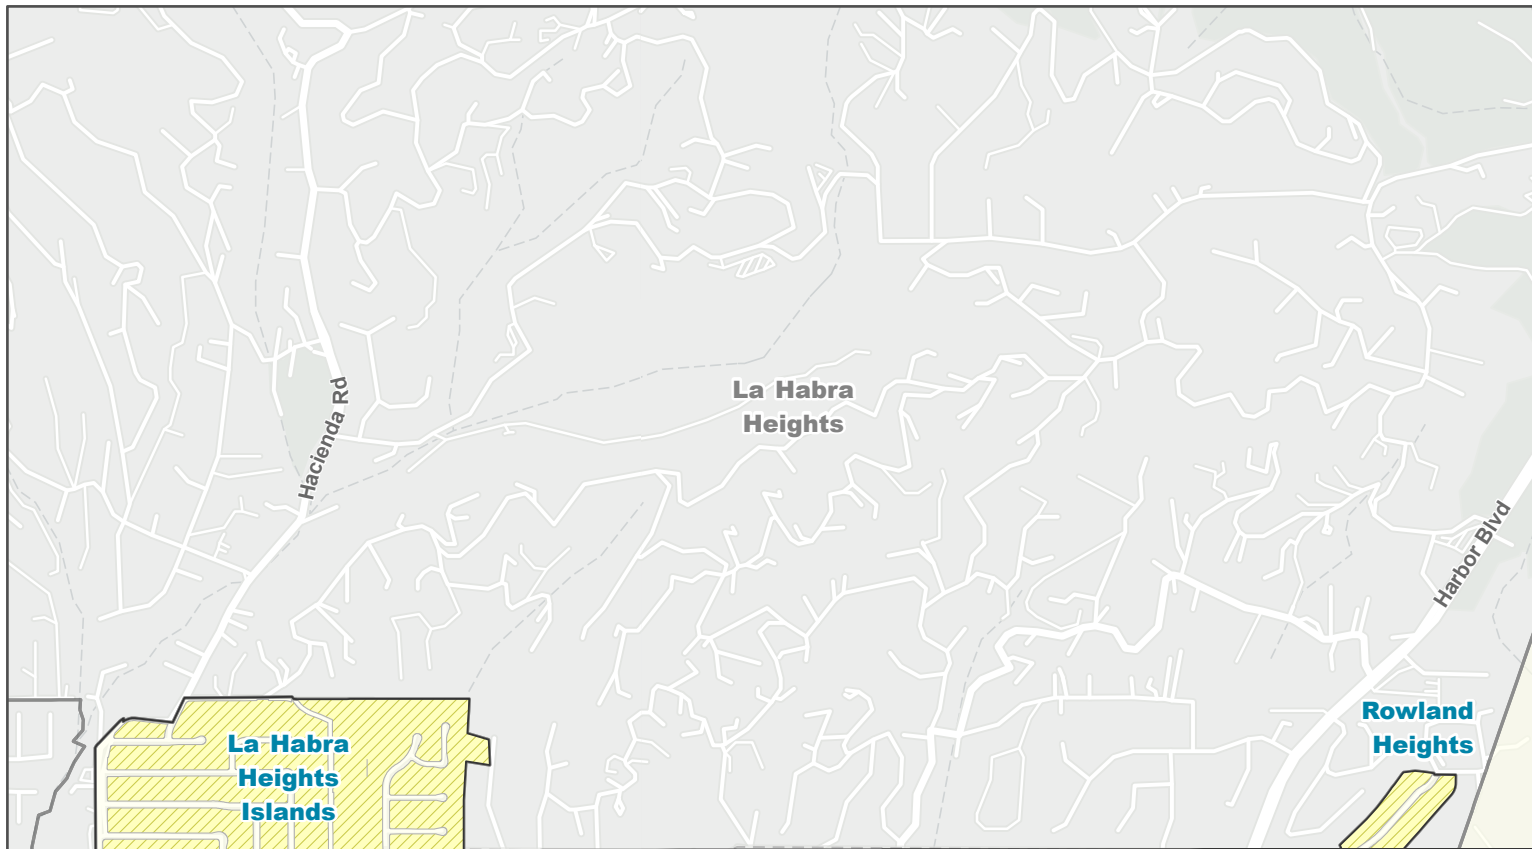 La Habra
Heights
Hacienda Rd
Harbor Blvd
Rowland
Heights
La Habra
Heights
Islands